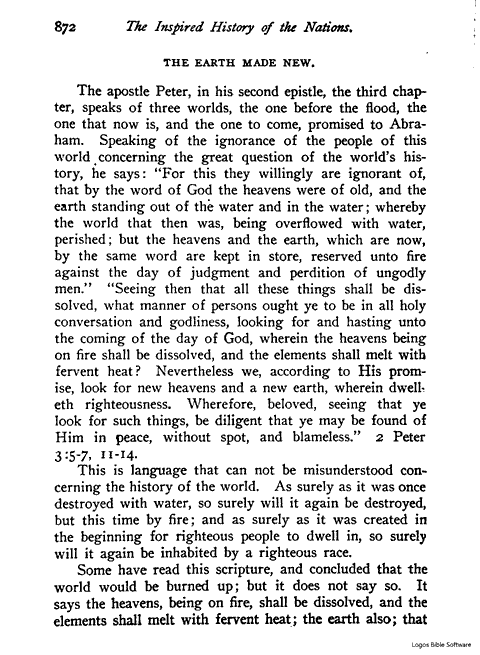 872 The Inspired History of the Nations.
THE EARTH MADE NEW.
The apostle Peter, in his second epistle, the third chap-
ter, speaks of three worlds, the one before the flood, the
one that now is, and the one to come, promised to Abra-
ham. Speaking of the ignorance of the people of this
world concerning the great question of the world's his-
tory, he says: "For this they willingly are ignorant of,
that by the word of God the heavens were of old, and the
earth standing out of the water and in the water; whereby
the world that then was, being overflowed with water,
perished; but the heavens and the earth, which are now,
by the same word are kept in store, reserved unto fire
against the day of judgment and perdition of ungodly
men." "Seeing then that all these things shall be dis-
solved, what manner of persons ought ye to be in all holy
conversation and godliness, looking for and hasting unto
the coming of the day of God, wherein the heavens being
on fire shall be dissolved, and the elements shall melt with
fervent heat? Nevertheless we, according to His prom-
ise, look for new heavens and a new earth, wherein dwell-
eth righteousness. Wherefore, beloved, seeing that ye
look for such things, be diligent that ye may be found of
Him in peace, without spot, and blameless." 2 Peter
3:5-7, 11-14.
This is language that can not be misunderstood con-
cerning the history of the world. As surely as it was once
destroyed with water, so surely will it again be destroyed,
but this time by fire; and as surely as it was created in
the beginning for righteous people to dwell in, so surely
will it again be inhabited by a righteous race.
Some have read this scripture, and concluded that the
world would be burned up; but it does not say so. It
says the heavens, being on fire, shall be dissolved, and the
elements shall melt with fervent heat; the earth also; that
Logos Bible Software